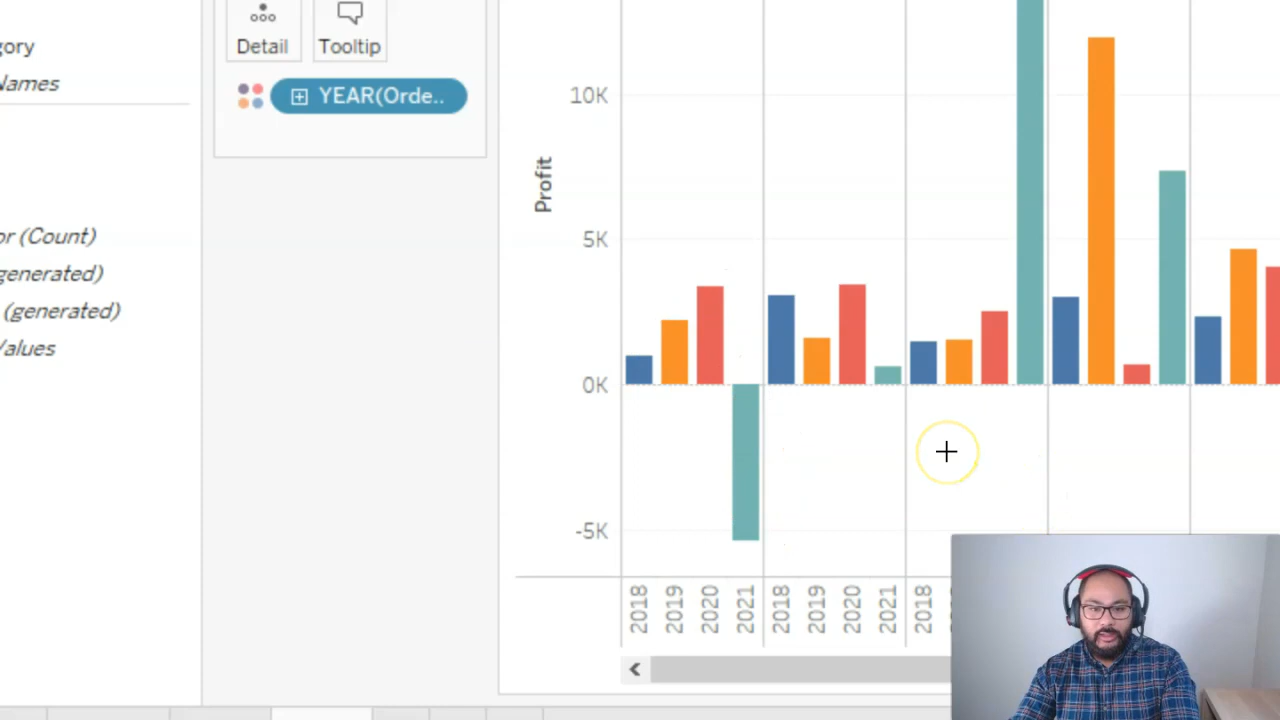 gory
Names
or (Count)
generated)
(generated)
Values
Detail
Tooltip
YEAR(Orde..
Profit
10K
5K
0K
-5K
2018
2019
2020
2021
2018
2019
2020
2021
2018